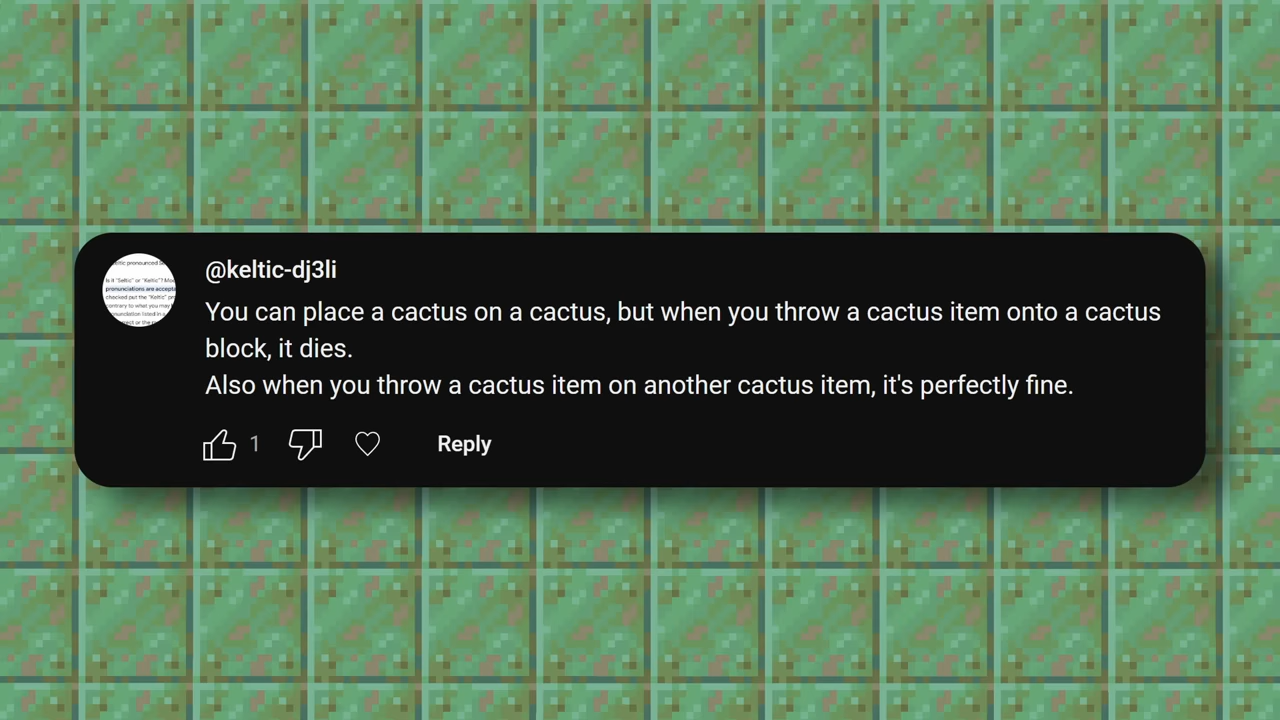 @keltic-dj3li
You can place a cactus on a cactus, but when you throw a cactus item onto a cactus
block, it dies.
Also when you throw a cactus item on another cactus item, it's perfectly fine.
1
Reply